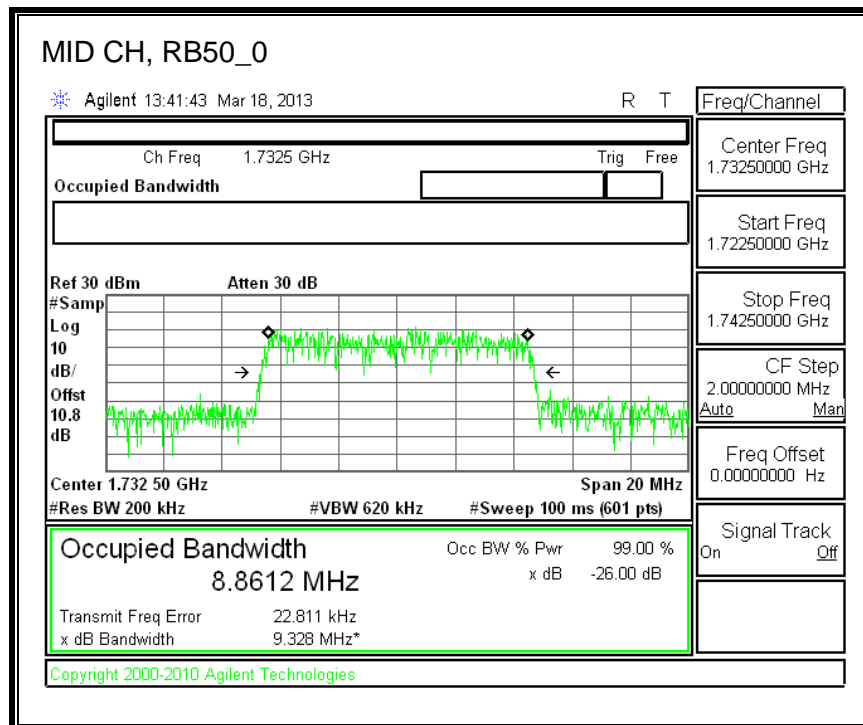 MID CH, RB50_0
Agilent 13:41:43 Mar 18, 2013 R T
Freq/Channel
Ch Freq 1.7325 GHz Trig Free
Occupied Bandwidth
Center Freq
1.73250000 GHz
Start Freq
1.72250000 GHz
Stop Freq
1.74250000 GHz
CF Step
2.00000000 MHz
Auto Man
Freq Offset
0.00000000 Hz
Signal Track
On Off
Ref 30 dBm Atten 30 dB
#Samp
Log
10
dB/
Offst
10.8
dB
Center 1.732 50 GHz Span 20 MHz
#Res BW 200 kHz #VBW 620 kHz #Sweep 100 ms (601 pts)
Occupied Bandwidth Occ BW % Pwr 99.00 %
8.8612 MHz x dB -26.00 dB
Transmit Freq Error 22.811 kHz
x dB Bandwidth 9.328 MHz*
Copyright 2000-2010 Agilent Technologies